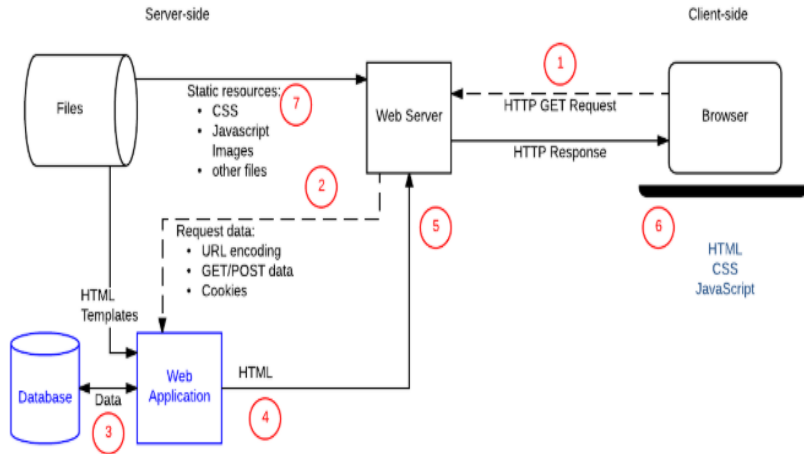 Server-side
Client-side
Files
Static resources:
• CSS
• Javascript
Images
• other files
7
Web Server
1
HTTP GET Request
HTTP Response
Browser
2
Request data:
• URL encoding
• GET/POST data
• Cookies
5
6
HTML
CSS
JavaScript
HTML
Templates
Database
Data
3
Web
Application
HTML
4